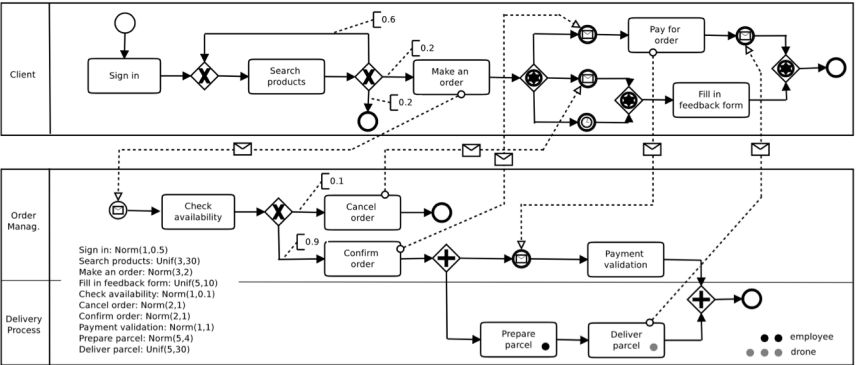 0.6
Client
Sign in
Search
products
0.2
Make an
order
0.2
Pay for
order
Fill in
feedback form
Order
Manag.
Check
availability
0.1
Cancel
order
0.9
Confirm
order
Payment
validation
Sign in: Norm(1,0.5)
Search products: Unif(3,30)
Make an order: Norm(3,2)
Fill in feedback form: Unif(5,10)
Check availability: Norm(1,0.1)
Cancel order: Norm(2,1)
Confirm order: Norm(2,1)
Payment validation: Norm(1,1)
Prepare parcel: Norm(5,4)
Deliver parcel: Unif(5,30)
Delivery
Process
Prepare
parcel
Deliver
parcel
employee
drone